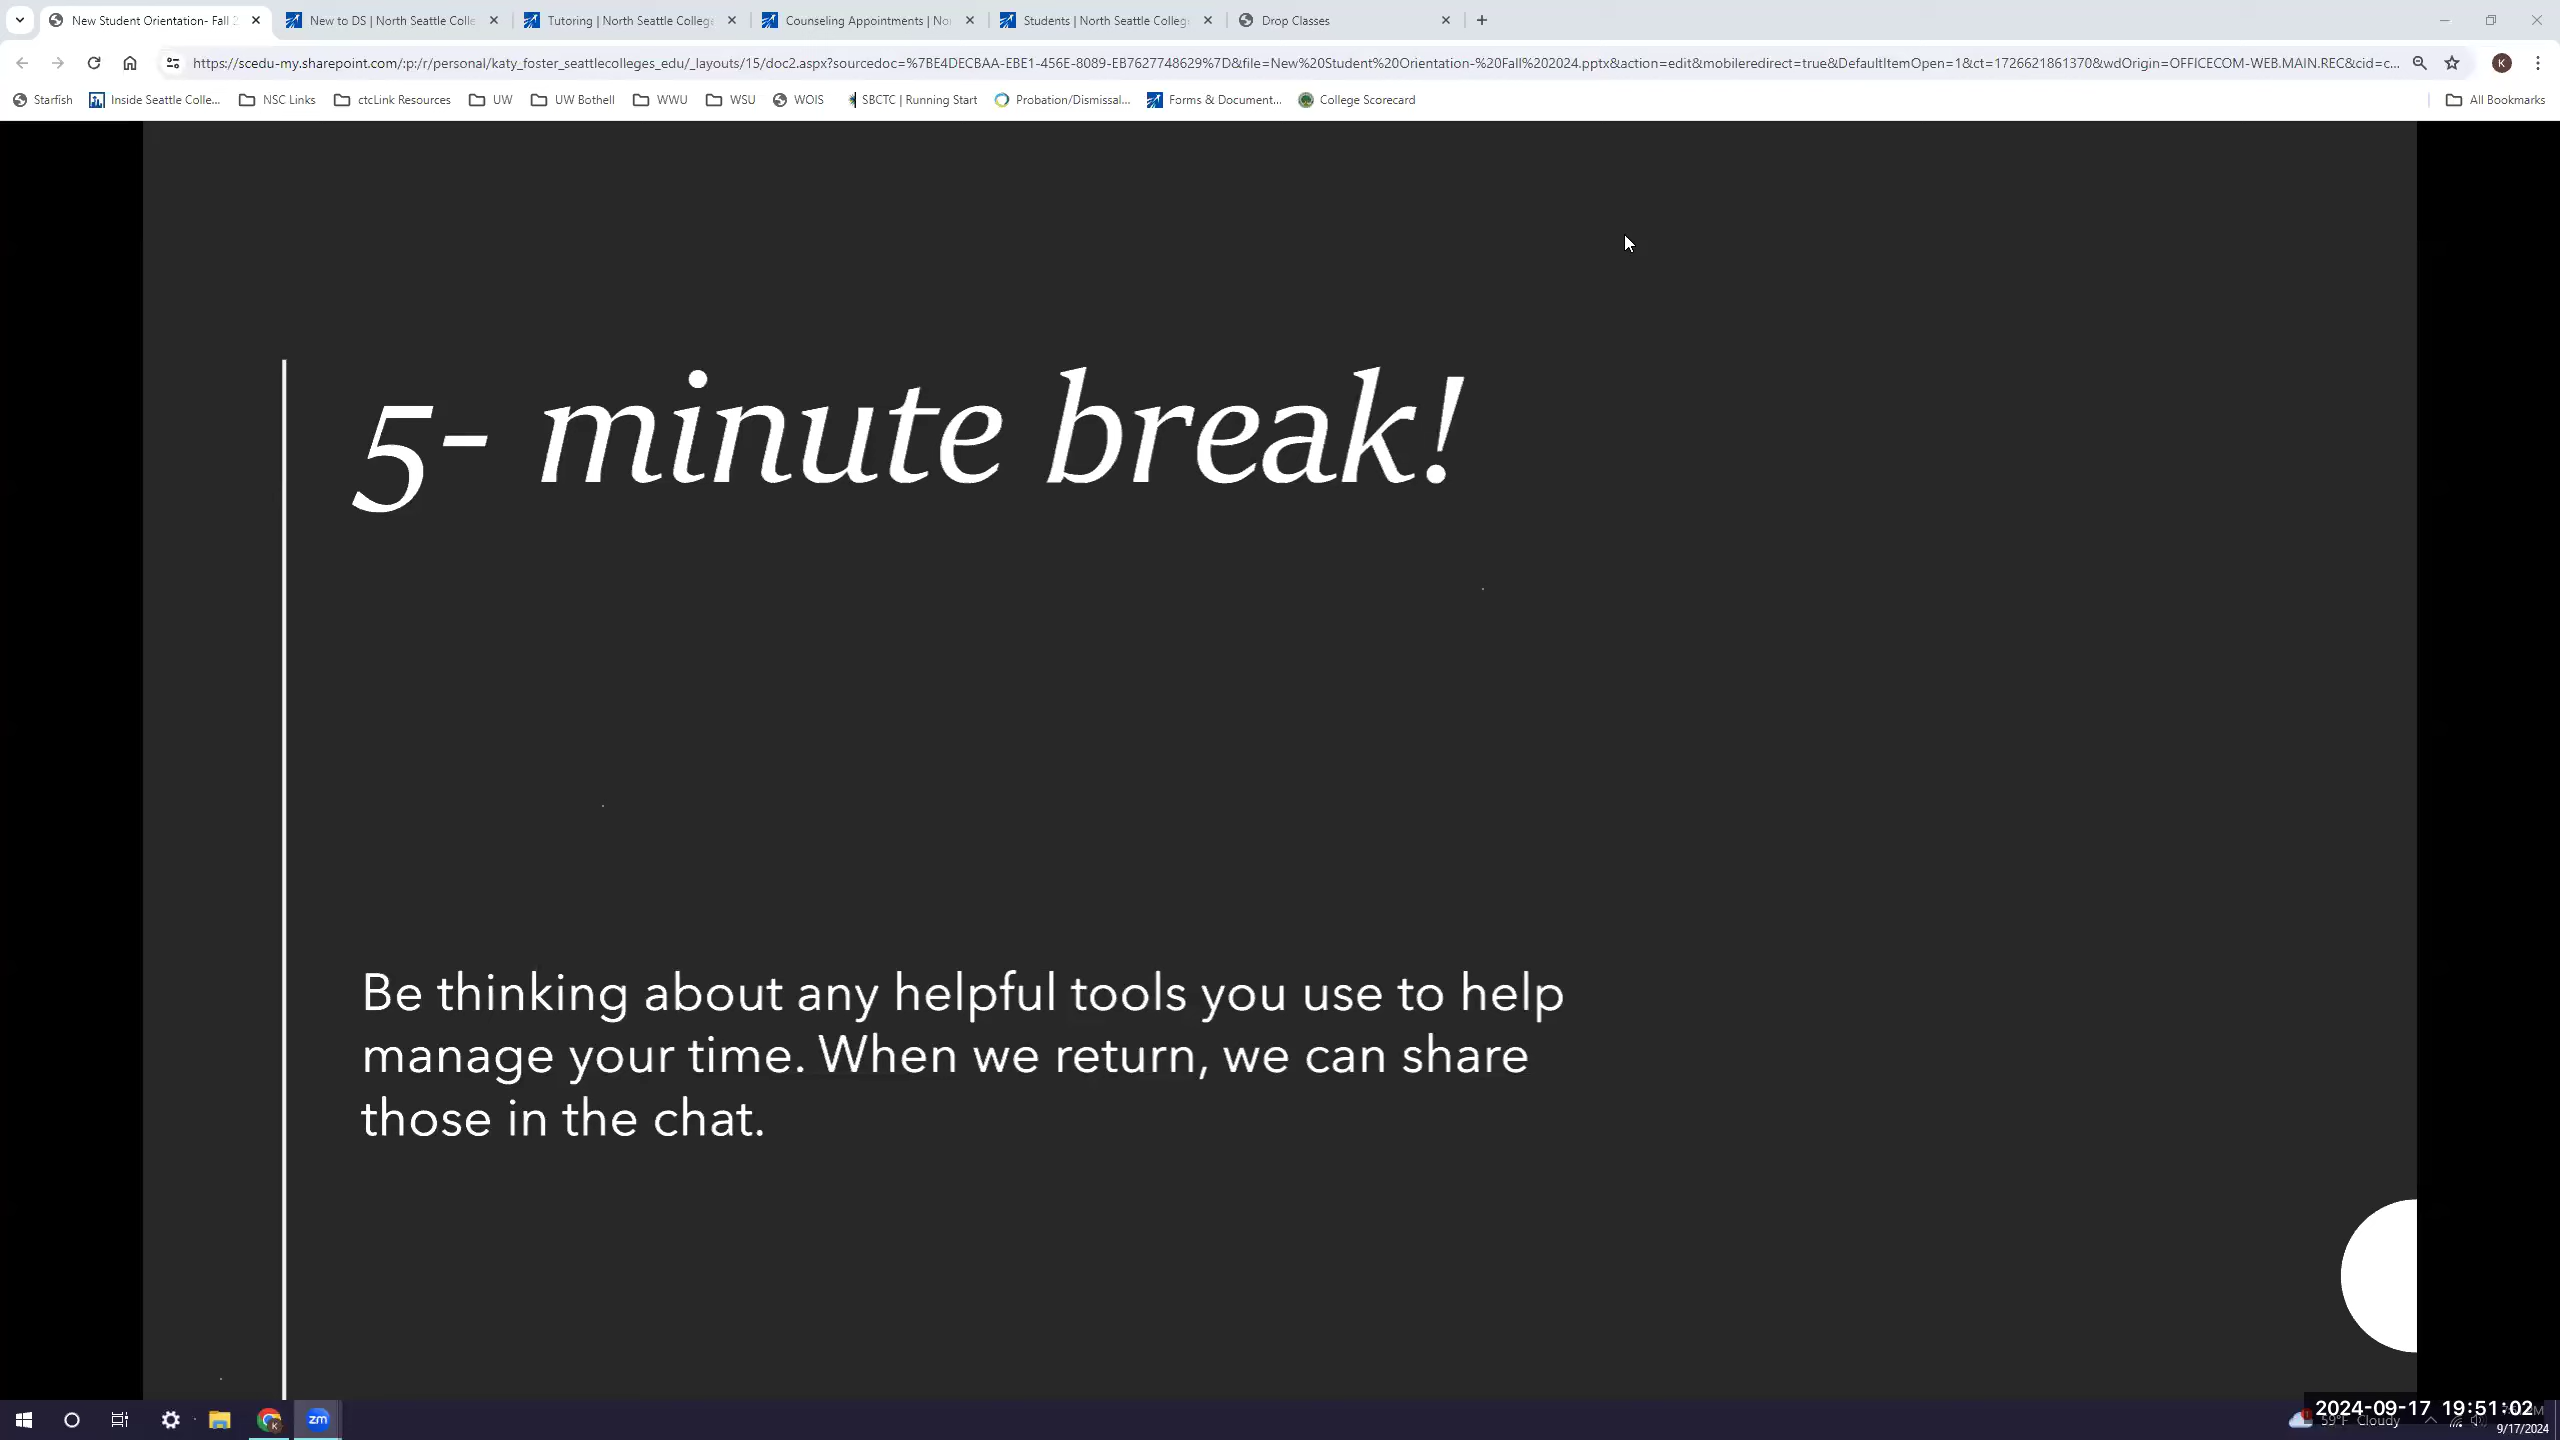 New Student Orientation- Fall 2
New to DS | North Seattle Colle
Tutoring | North Seattle College
Counseling Appointments | No
Students | North Seattle College
Drop Classes
https://scedu-my.sharepoint.com/:p:/r/personal/katy_foster_seattlecolleges_edu/_layouts/15/doc2.aspx?sourcedoc=%7BE4DECBAA-EBE1-456E-8089-EB7627748629%7D&file=New%20Student%20Orientation-%20Fall%202024.pptx&action=edit&mobileredirect=true&DefaultItemOpen=1&ct=1726621861370&wdOrigin=OFFICECOM-WEB.MAIN.REC&cid=c...
K
Starfish
Inside Seattle Colle...
NSC Links
ctcLink Resources
UW
UW Bothell
WWU
WSU
WOIS
SBCTC | Running Start
Probation/Dismissal...
Forms & Document...
College Scorecard
All Bookmarks
5- minute break!
Be thinking about any helpful tools you use to help
manage your time. When we return, we can share
those in the chat.
K
zm
59°F Cloudy
2024-09-17 19:51:02
9/17/2024